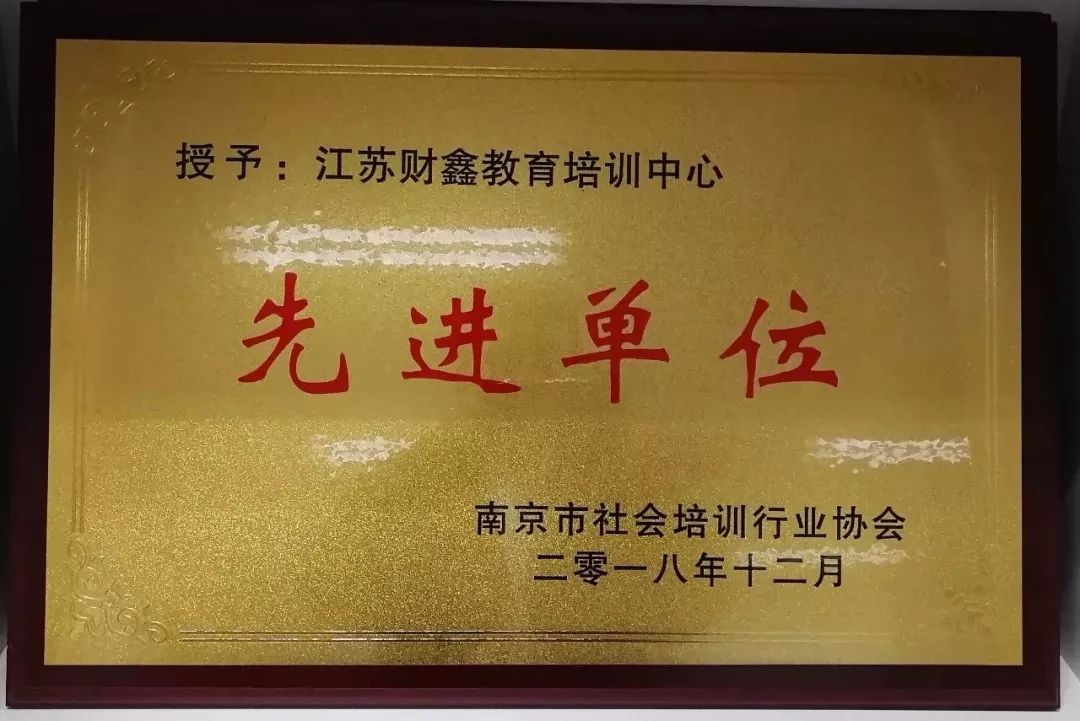 授予：江苏财鑫教育培训中心
先进单位
南京市社会培训行业协会
二零一八年十二月